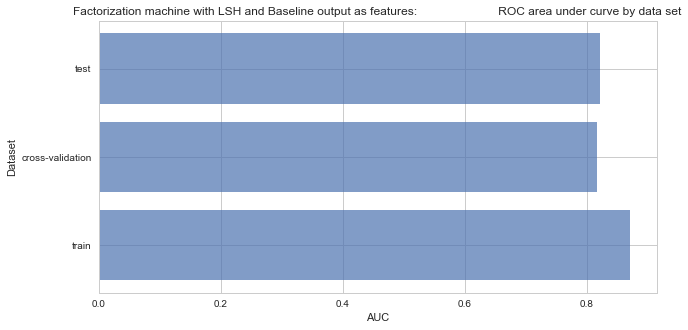 Factorization machine with LSH and Baseline output as features: ROC area under curve by data set
test
cross-validation
train
Dataset
0.0 0.2 0.4 0.6 0.8
AUC